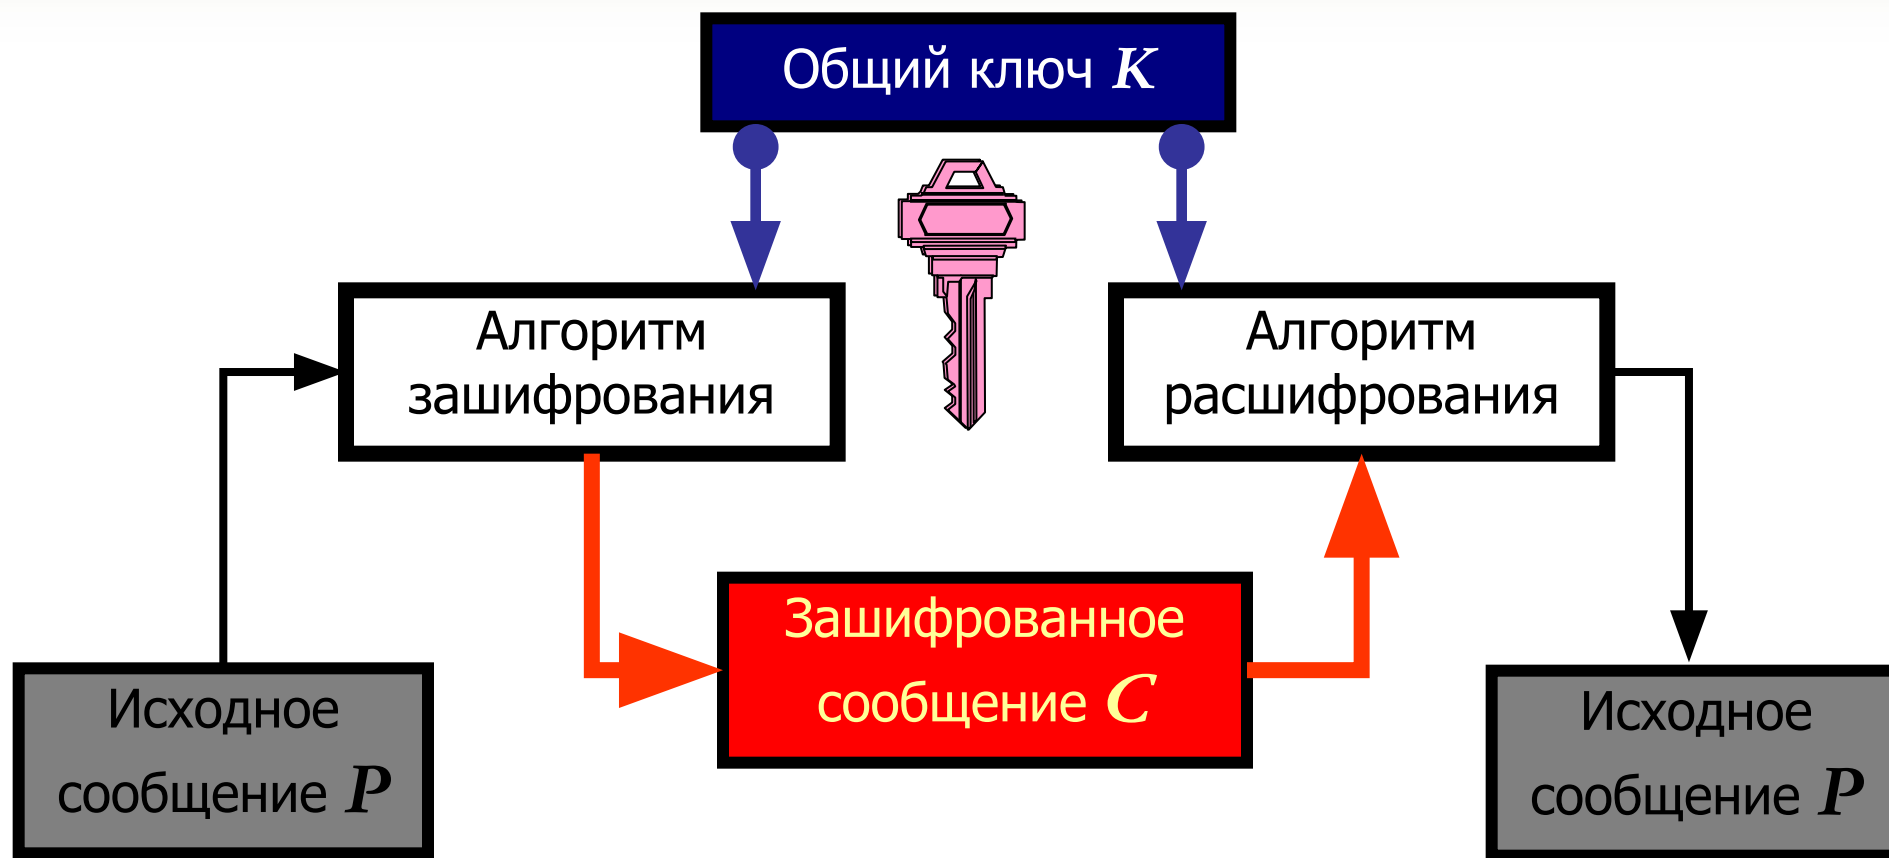 Общий ключ K
Алгоритм
зашифрования
Алгоритм
расшифрования
Зашифрованное
сообщение C
Исходное
сообщение P
Исходное
сообщение P